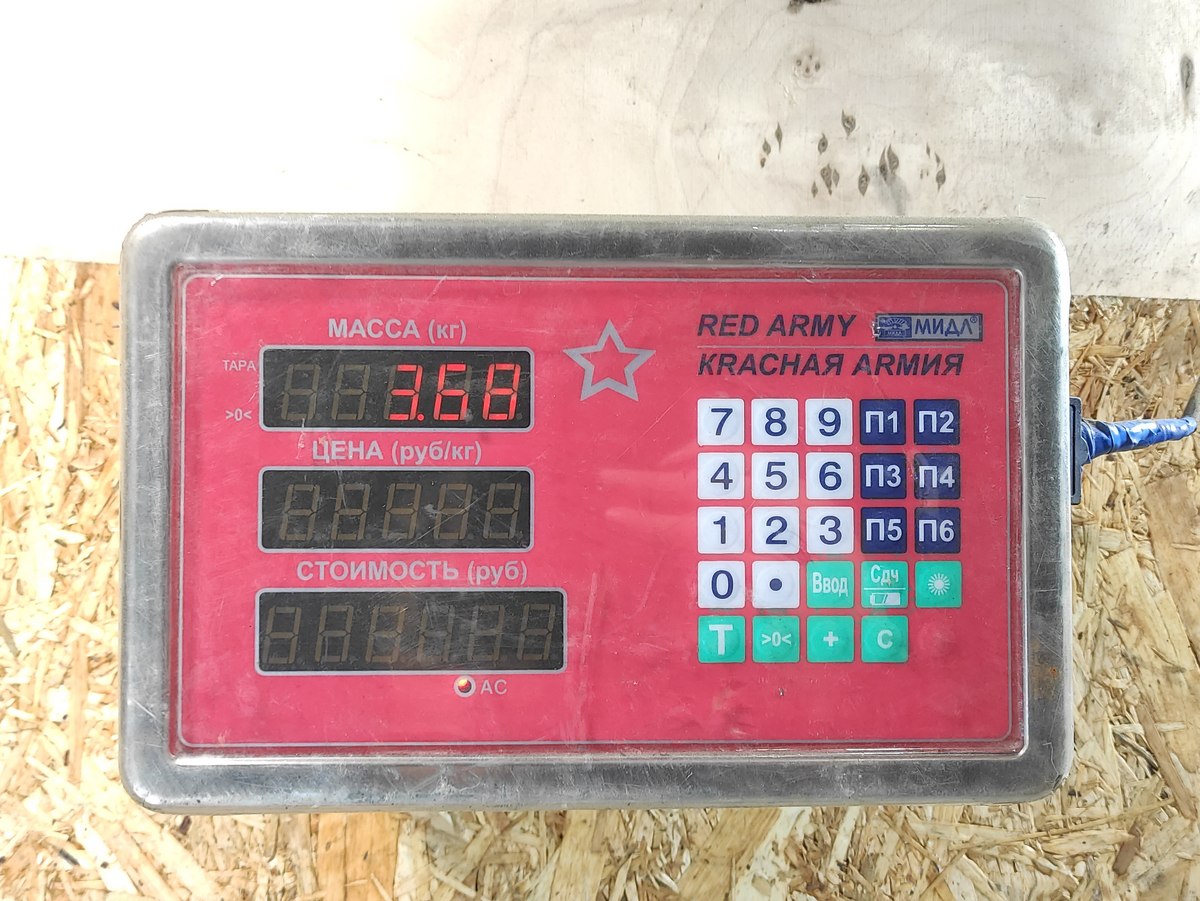 МАССА (кг)
ТАРА
3.68
>0<
ЦЕНА (руб/кг)
СТОИМОСТЬ (руб)
АС
RED ARMY МИДЛ®
КRАСНАЯ АRМИЯ
7 8 9 П1 П2
4 5 6 П3 П4
1 2 3 П5 П6
0 • Ввод Сдч
Т >0< + С